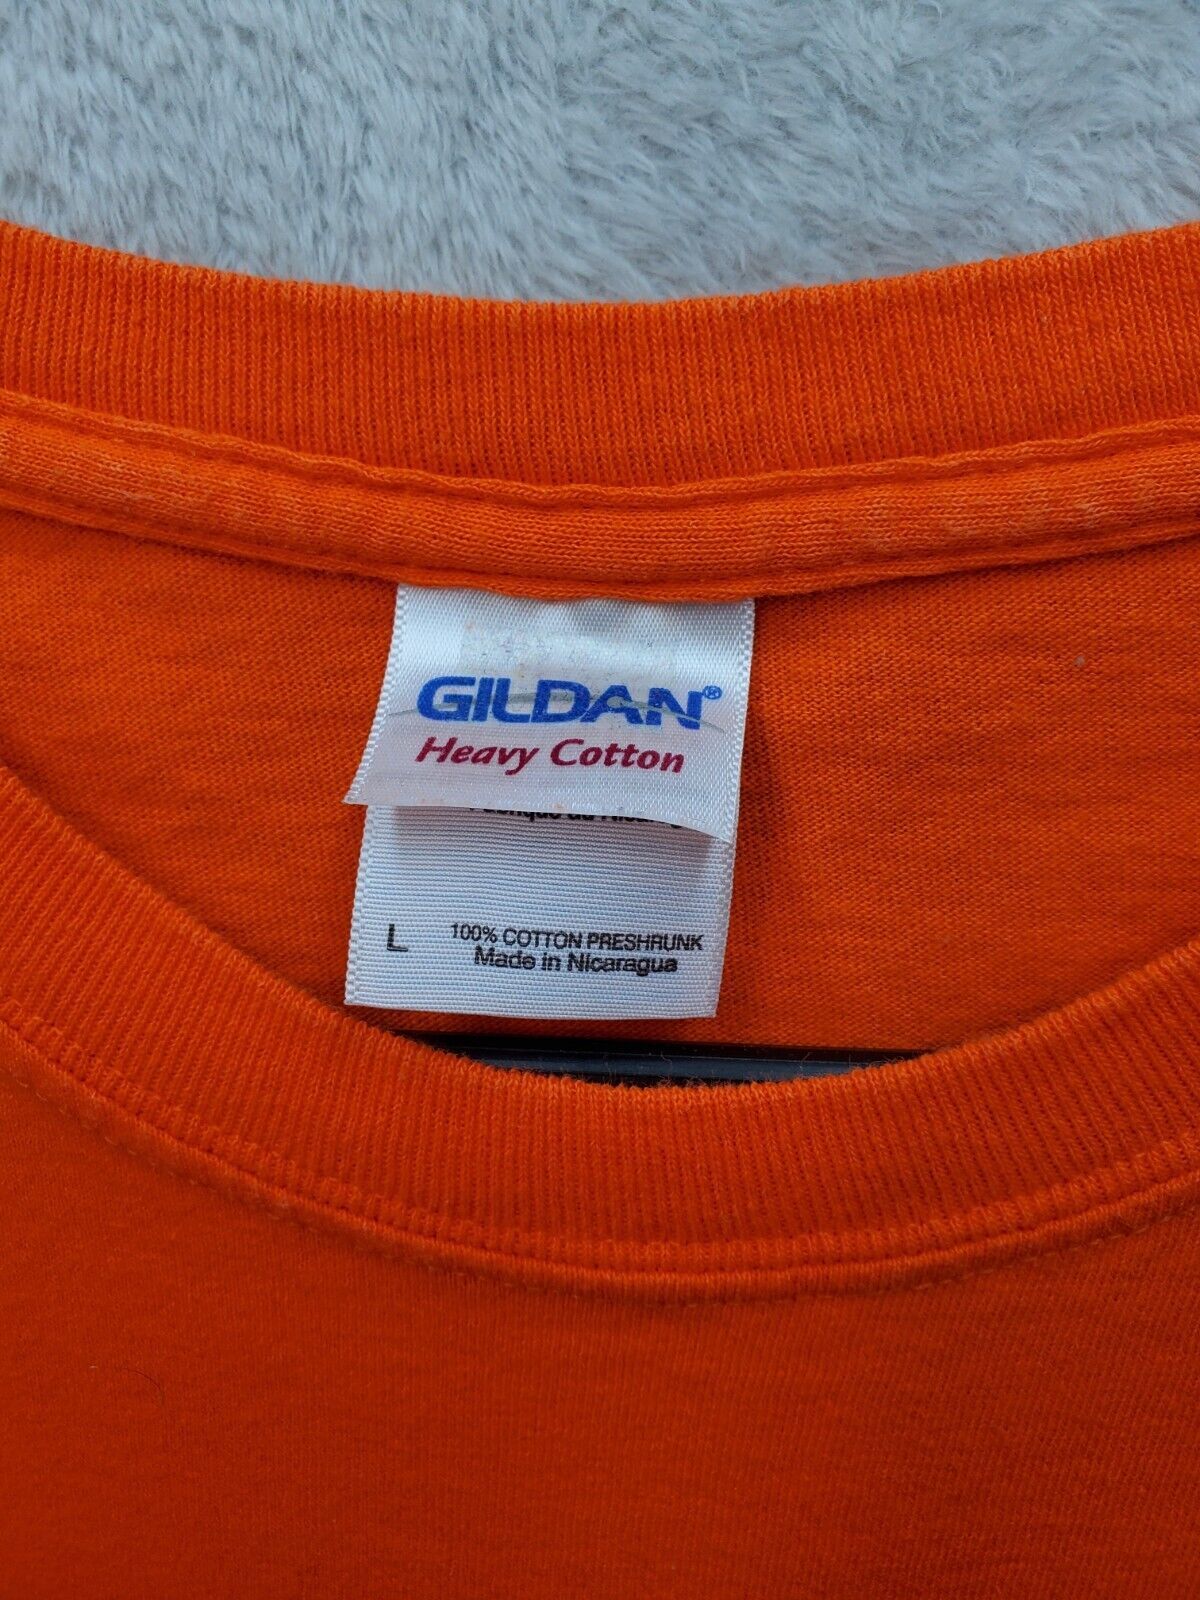 GILDAN®
Heavy Cotton
L
100% COTTON PRESHRUNK
Made in Nicaragua